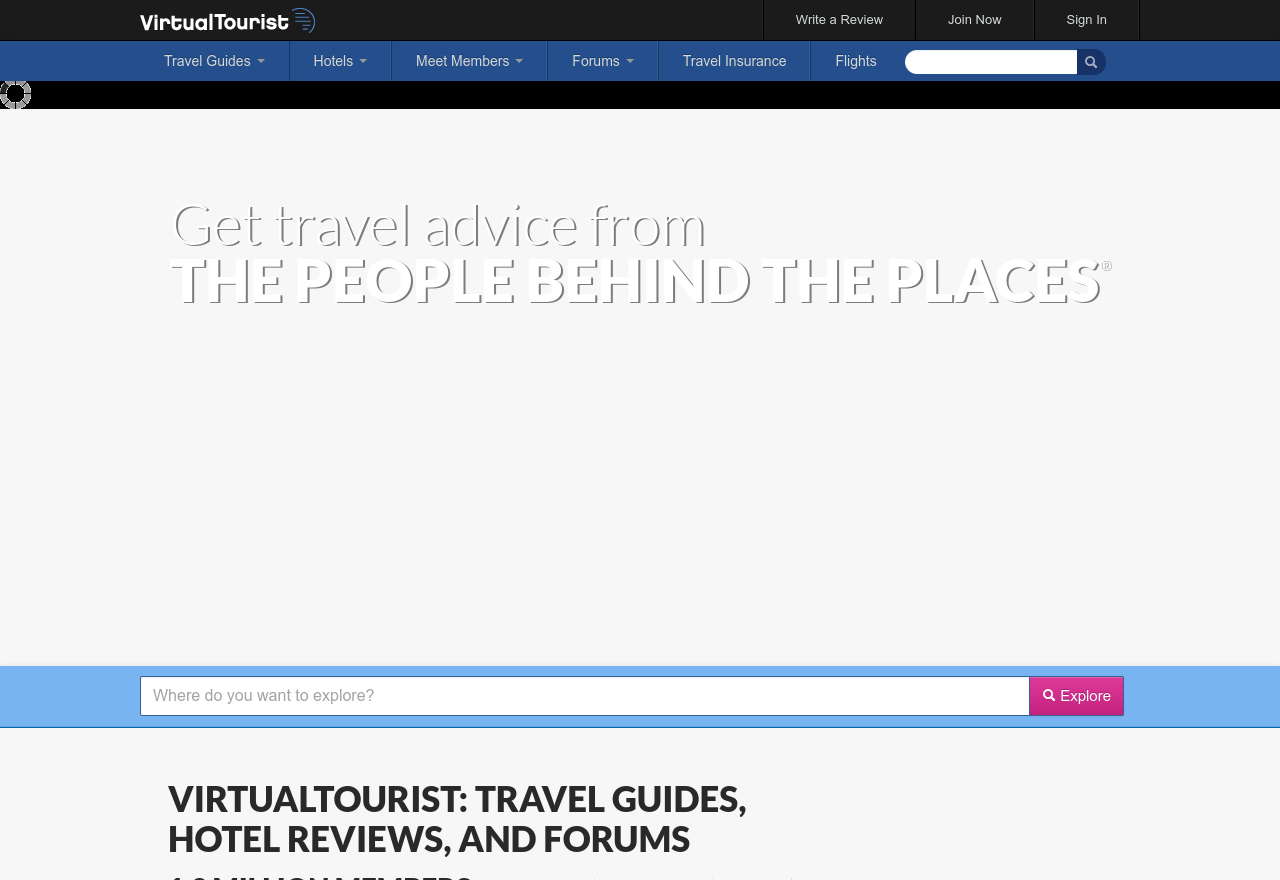 VirtualTourist
Write a Review
Join Now
Sign In
Travel Guides
Hotels
Meet Members
Forums
Travel Insurance
Flights
Get travel advice from
THE PEOPLE BEHIND THE PLACES®
Where do you want to explore?
Explore
VIRTUALTOURIST: TRAVEL GUIDES,
HOTEL REVIEWS, AND FORUMS
MILLION MEMBERS